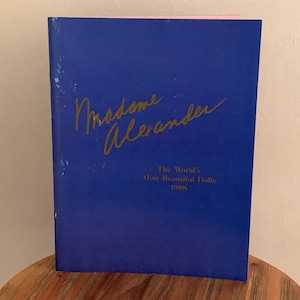 Madame
Alexander
The World's
Most Beautiful Dolls
1988